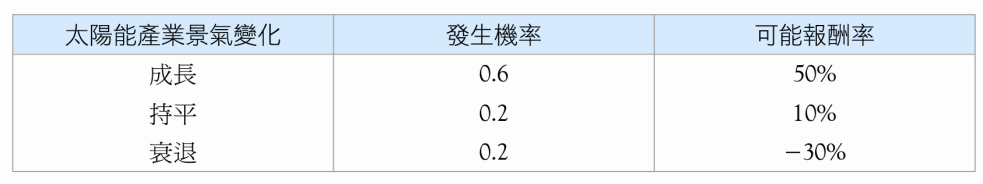 太陽能產業景氣變化 發生機率 可能報酬率
成長 0.6 50%
持平 0.2 10%
衰退 0.2 −30%